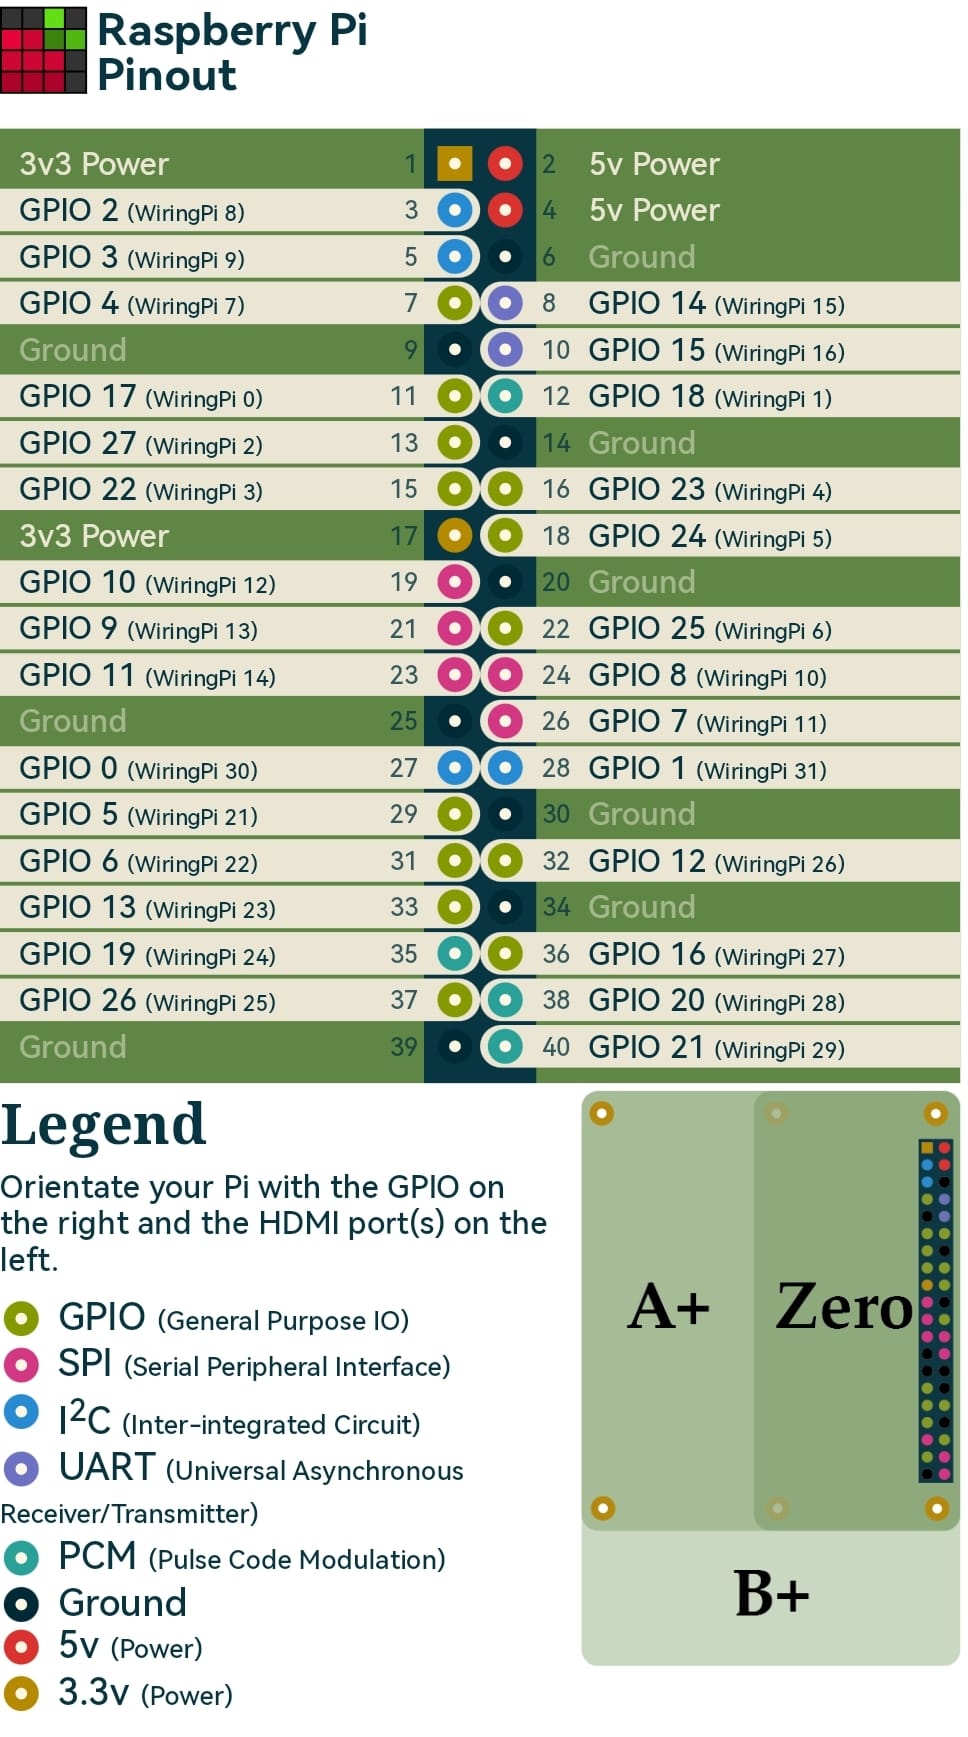 Raspberry Pi
Pinout
3v3 Power 1 2 5v Power
GPIO 2 (WiringPi 8) 3 4 5v Power
GPIO 3 (WiringPi 9) 5 6 Ground
GPIO 4 (WiringPi 7) 7 8 GPIO 14 (WiringPi 15)
Ground 9 10 GPIO 15 (WiringPi 16)
GPIO 17 (WiringPi 0) 11 12 GPIO 18 (WiringPi 1)
GPIO 27 (WiringPi 2) 13 14 Ground
GPIO 22 (WiringPi 3) 15 16 GPIO 23 (WiringPi 4)
3v3 Power 17 18 GPIO 24 (WiringPi 5)
GPIO 10 (WiringPi 12) 19 20 Ground
GPIO 9 (WiringPi 13) 21 22 GPIO 25 (WiringPi 6)
GPIO 11 (WiringPi 14) 23 24 GPIO 8 (WiringPi 10)
Ground 25 26 GPIO 7 (WiringPi 11)
GPIO 0 (WiringPi 30) 27 28 GPIO 1 (WiringPi 31)
GPIO 5 (WiringPi 21) 29 30 Ground
GPIO 6 (WiringPi 22) 31 32 GPIO 12 (WiringPi 26)
GPIO 13 (WiringPi 23) 33 34 Ground
GPIO 19 (WiringPi 24) 35 36 GPIO 16 (WiringPi 27)
GPIO 26 (WiringPi 25) 37 38 GPIO 20 (WiringPi 28)
Ground 39 40 GPIO 21 (WiringPi 29)
Legend
Orientate your Pi with the GPIO on
the right and the HDMI port(s) on the
left.
GPIO (General Purpose IO)
SPI (Serial Peripheral Interface)
I²C (Inter-integrated Circuit)
UART (Universal Asynchronous
Receiver/Transmitter)
PCM (Pulse Code Modulation)
Ground
5v (Power)
3.3v (Power)
A+ Zero
B+